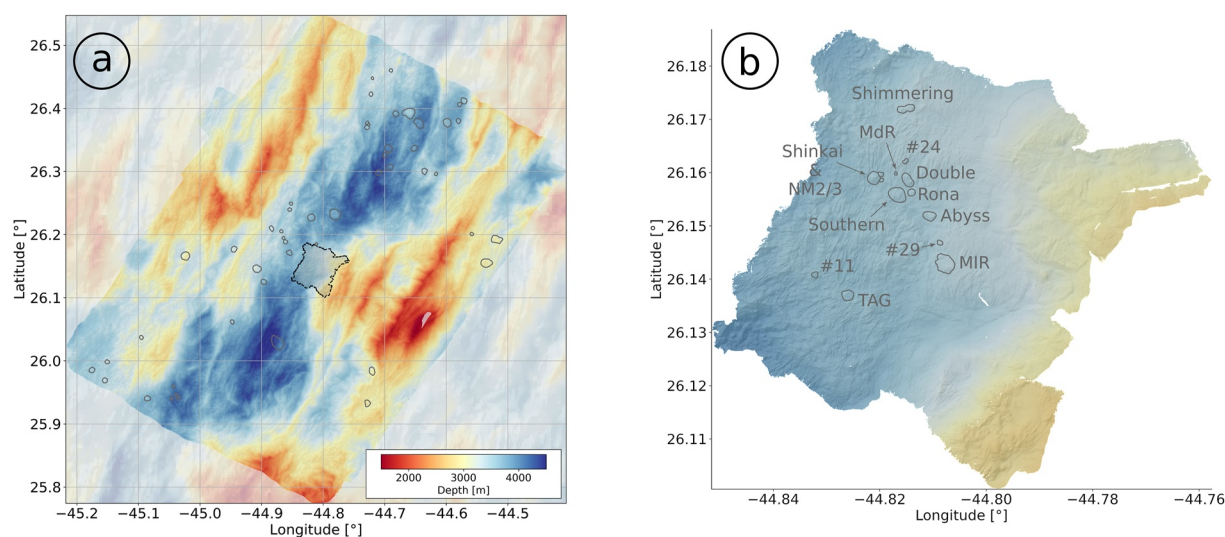 a
26.5
26.4
26.3
26.2
26.1
26.0
25.9
25.8
Latitude [°]
2000 3000 4000
Depth [m]
−45.2 −45.1 −45.0 −44.9 −44.8 −44.7 −44.6 −44.5
Longitude [°]
b
26.18
26.17
26.16
26.15
26.14
26.13
26.12
26.11
Latitude [°]
Shimmering
MdR
#24
Shinkai
&
NM2/3
Double
Rona
Southern
Abyss
#29
MIR
#11
TAG
−44.84 −44.82 −44.80 −44.78 −44.76
Longitude [°]